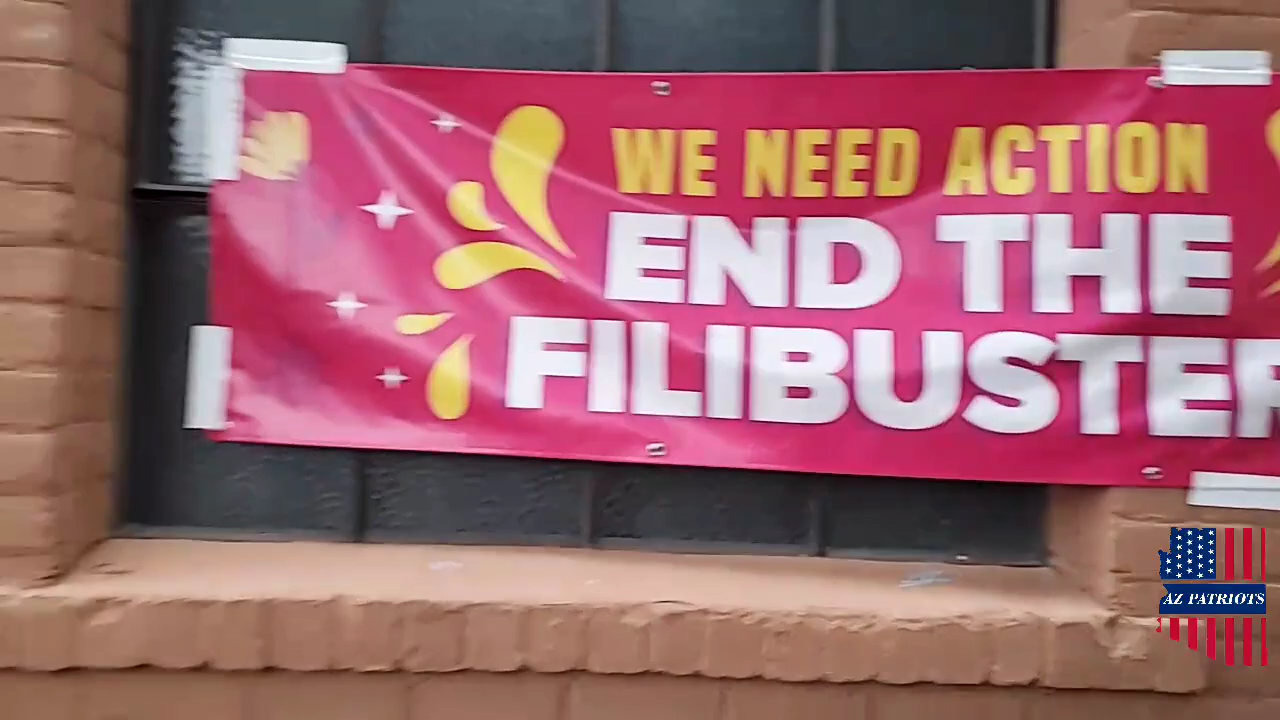 WE NEED ACTION
END THE
FILIBUSTER
AZ PATRIOTS